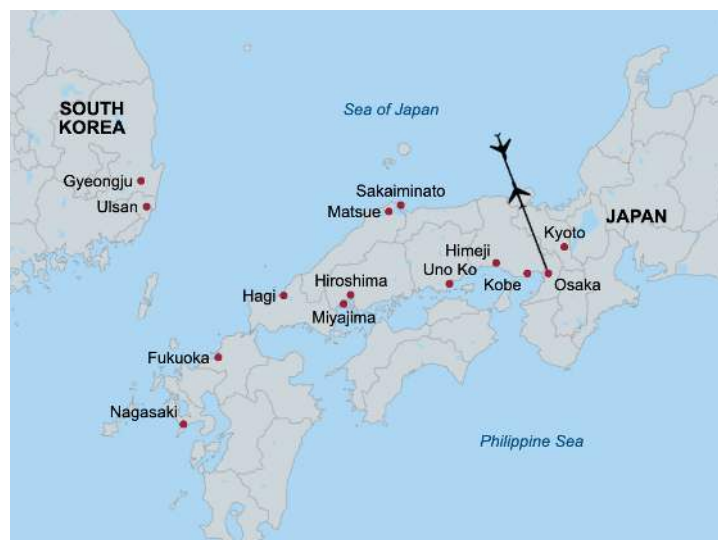 Sea of Japan
SOUTH
KOREA
Gyeongju
Ulsan
Sakaiminato
Matsue
JAPAN
Kyoto
Himeji
Uno Ko
Kobe
Osaka
Hagi
Hiroshima
Miyajima
Fukuoka
Nagasaki
Philippine Sea